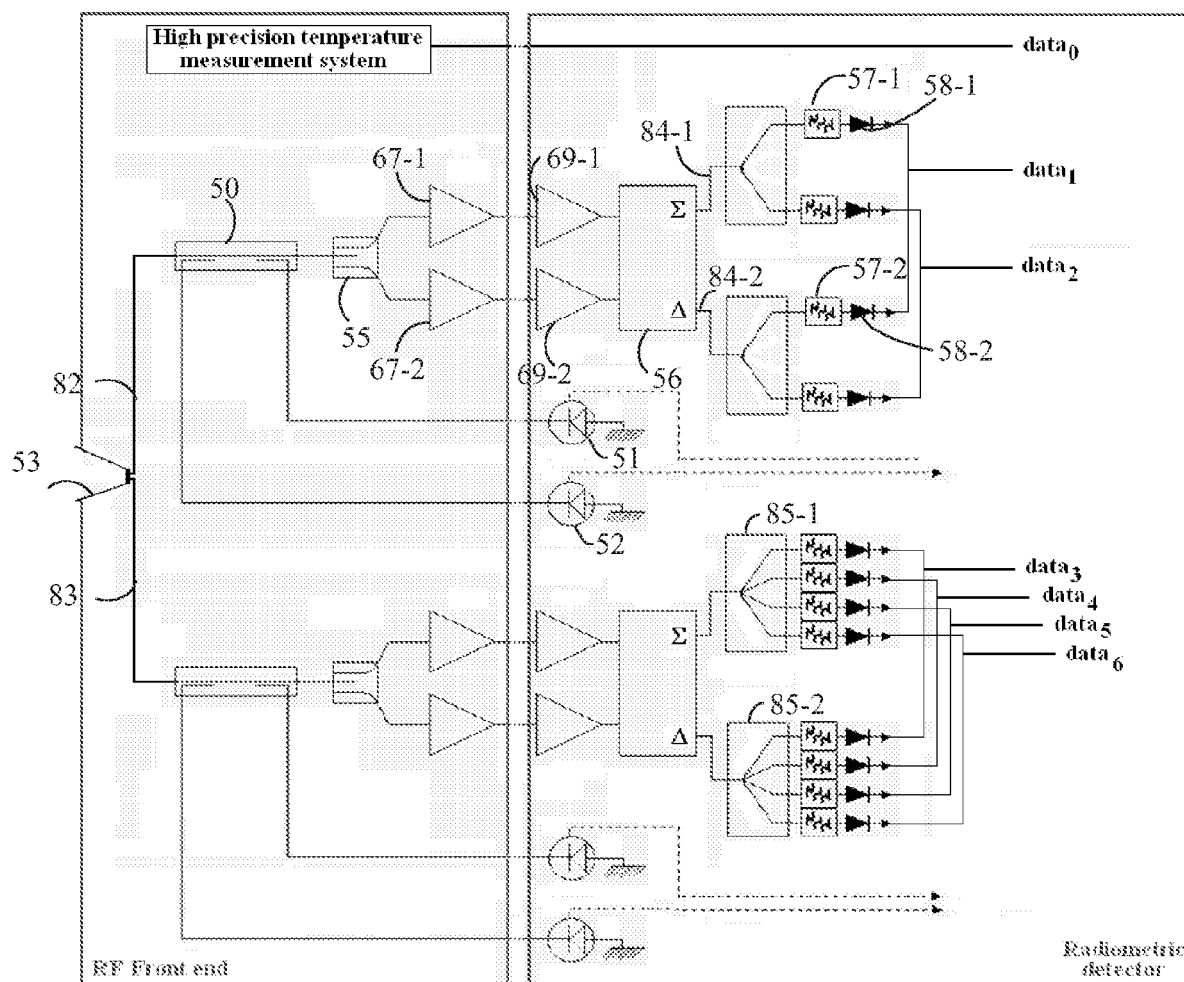 High precision temperature
measurement system
data0
57-1
58-1
84-1
67-1
69-1
data1
50
Σ
data2
84-2
57-2
55
Δ
58-2
67-2
69-2
56
82
53
51
52
85-1
83
data3
data4
data5
data6
Σ
85-2
Δ
RF Front end
Radiometric
detector